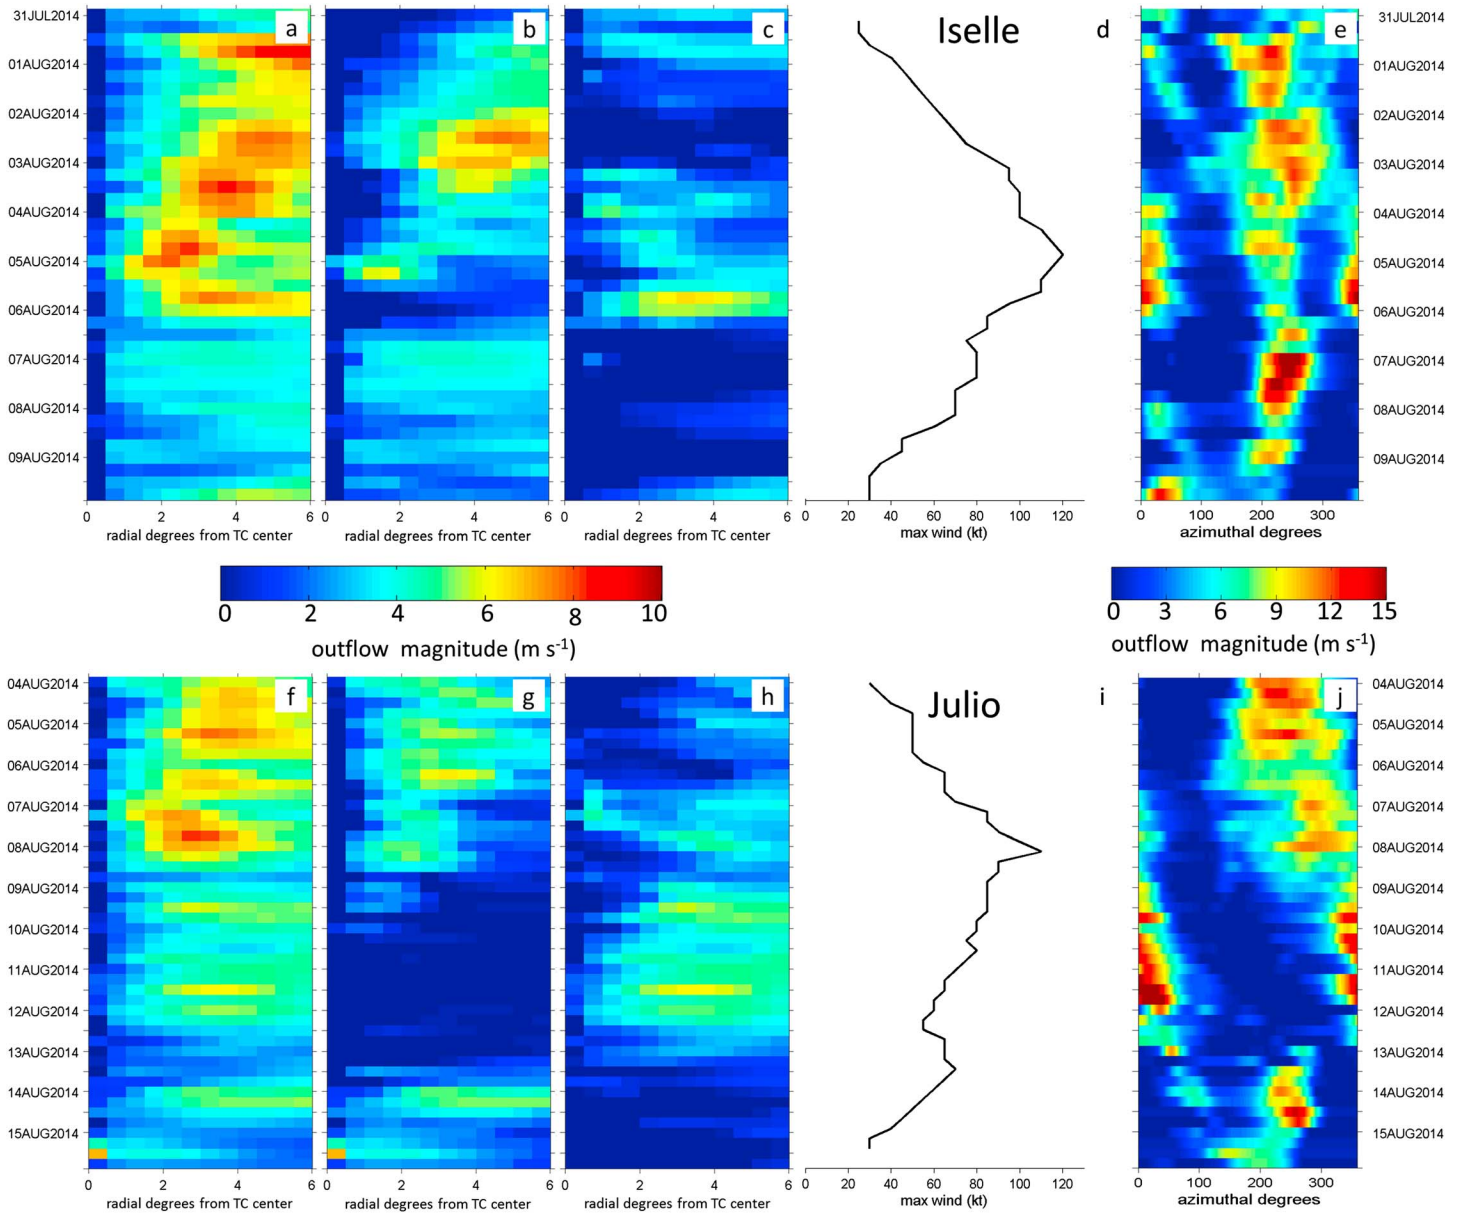 a
b
c
Iselle
d
e
31JUL2014
01AUG2014
02AUG2014
03AUG2014
04AUG2014
05AUG2014
06AUG2014
07AUG2014
08AUG2014
09AUG2014
31JUL2014
01AUG2014
02AUG2014
03AUG2014
04AUG2014
05AUG2014
06AUG2014
07AUG2014
08AUG2014
09AUG2014
0 2 4 6
2 4 6
2 4 6
0 20 40 60 80 100 120
0 100 200 300
radial degrees from TC center
radial degrees from TC center
radial degrees from TC center
max wind (kt)
azimuthal degrees
0 2 4 6 8 10
outflow magnitude (m s-1)
0 3 6 9 12 15
outflow magnitude (m s-1)
f
g
h
Julio
i
j
04AUG2014
05AUG2014
06AUG2014
07AUG2014
08AUG2014
09AUG2014
10AUG2014
11AUG2014
12AUG2014
13AUG2014
14AUG2014
15AUG2014
04AUG2014
05AUG2014
06AUG2014
07AUG2014
08AUG2014
09AUG2014
10AUG2014
11AUG2014
12AUG2014
13AUG2014
14AUG2014
15AUG2014
0 2 4 6
0 2 4 6
0 2 4 6
0 20 40 60 80 100 120
0 100 200 300
radial degrees from TC center
radial degrees from TC center
radial degrees from TC center
max wind (kt)
azimuthal degrees